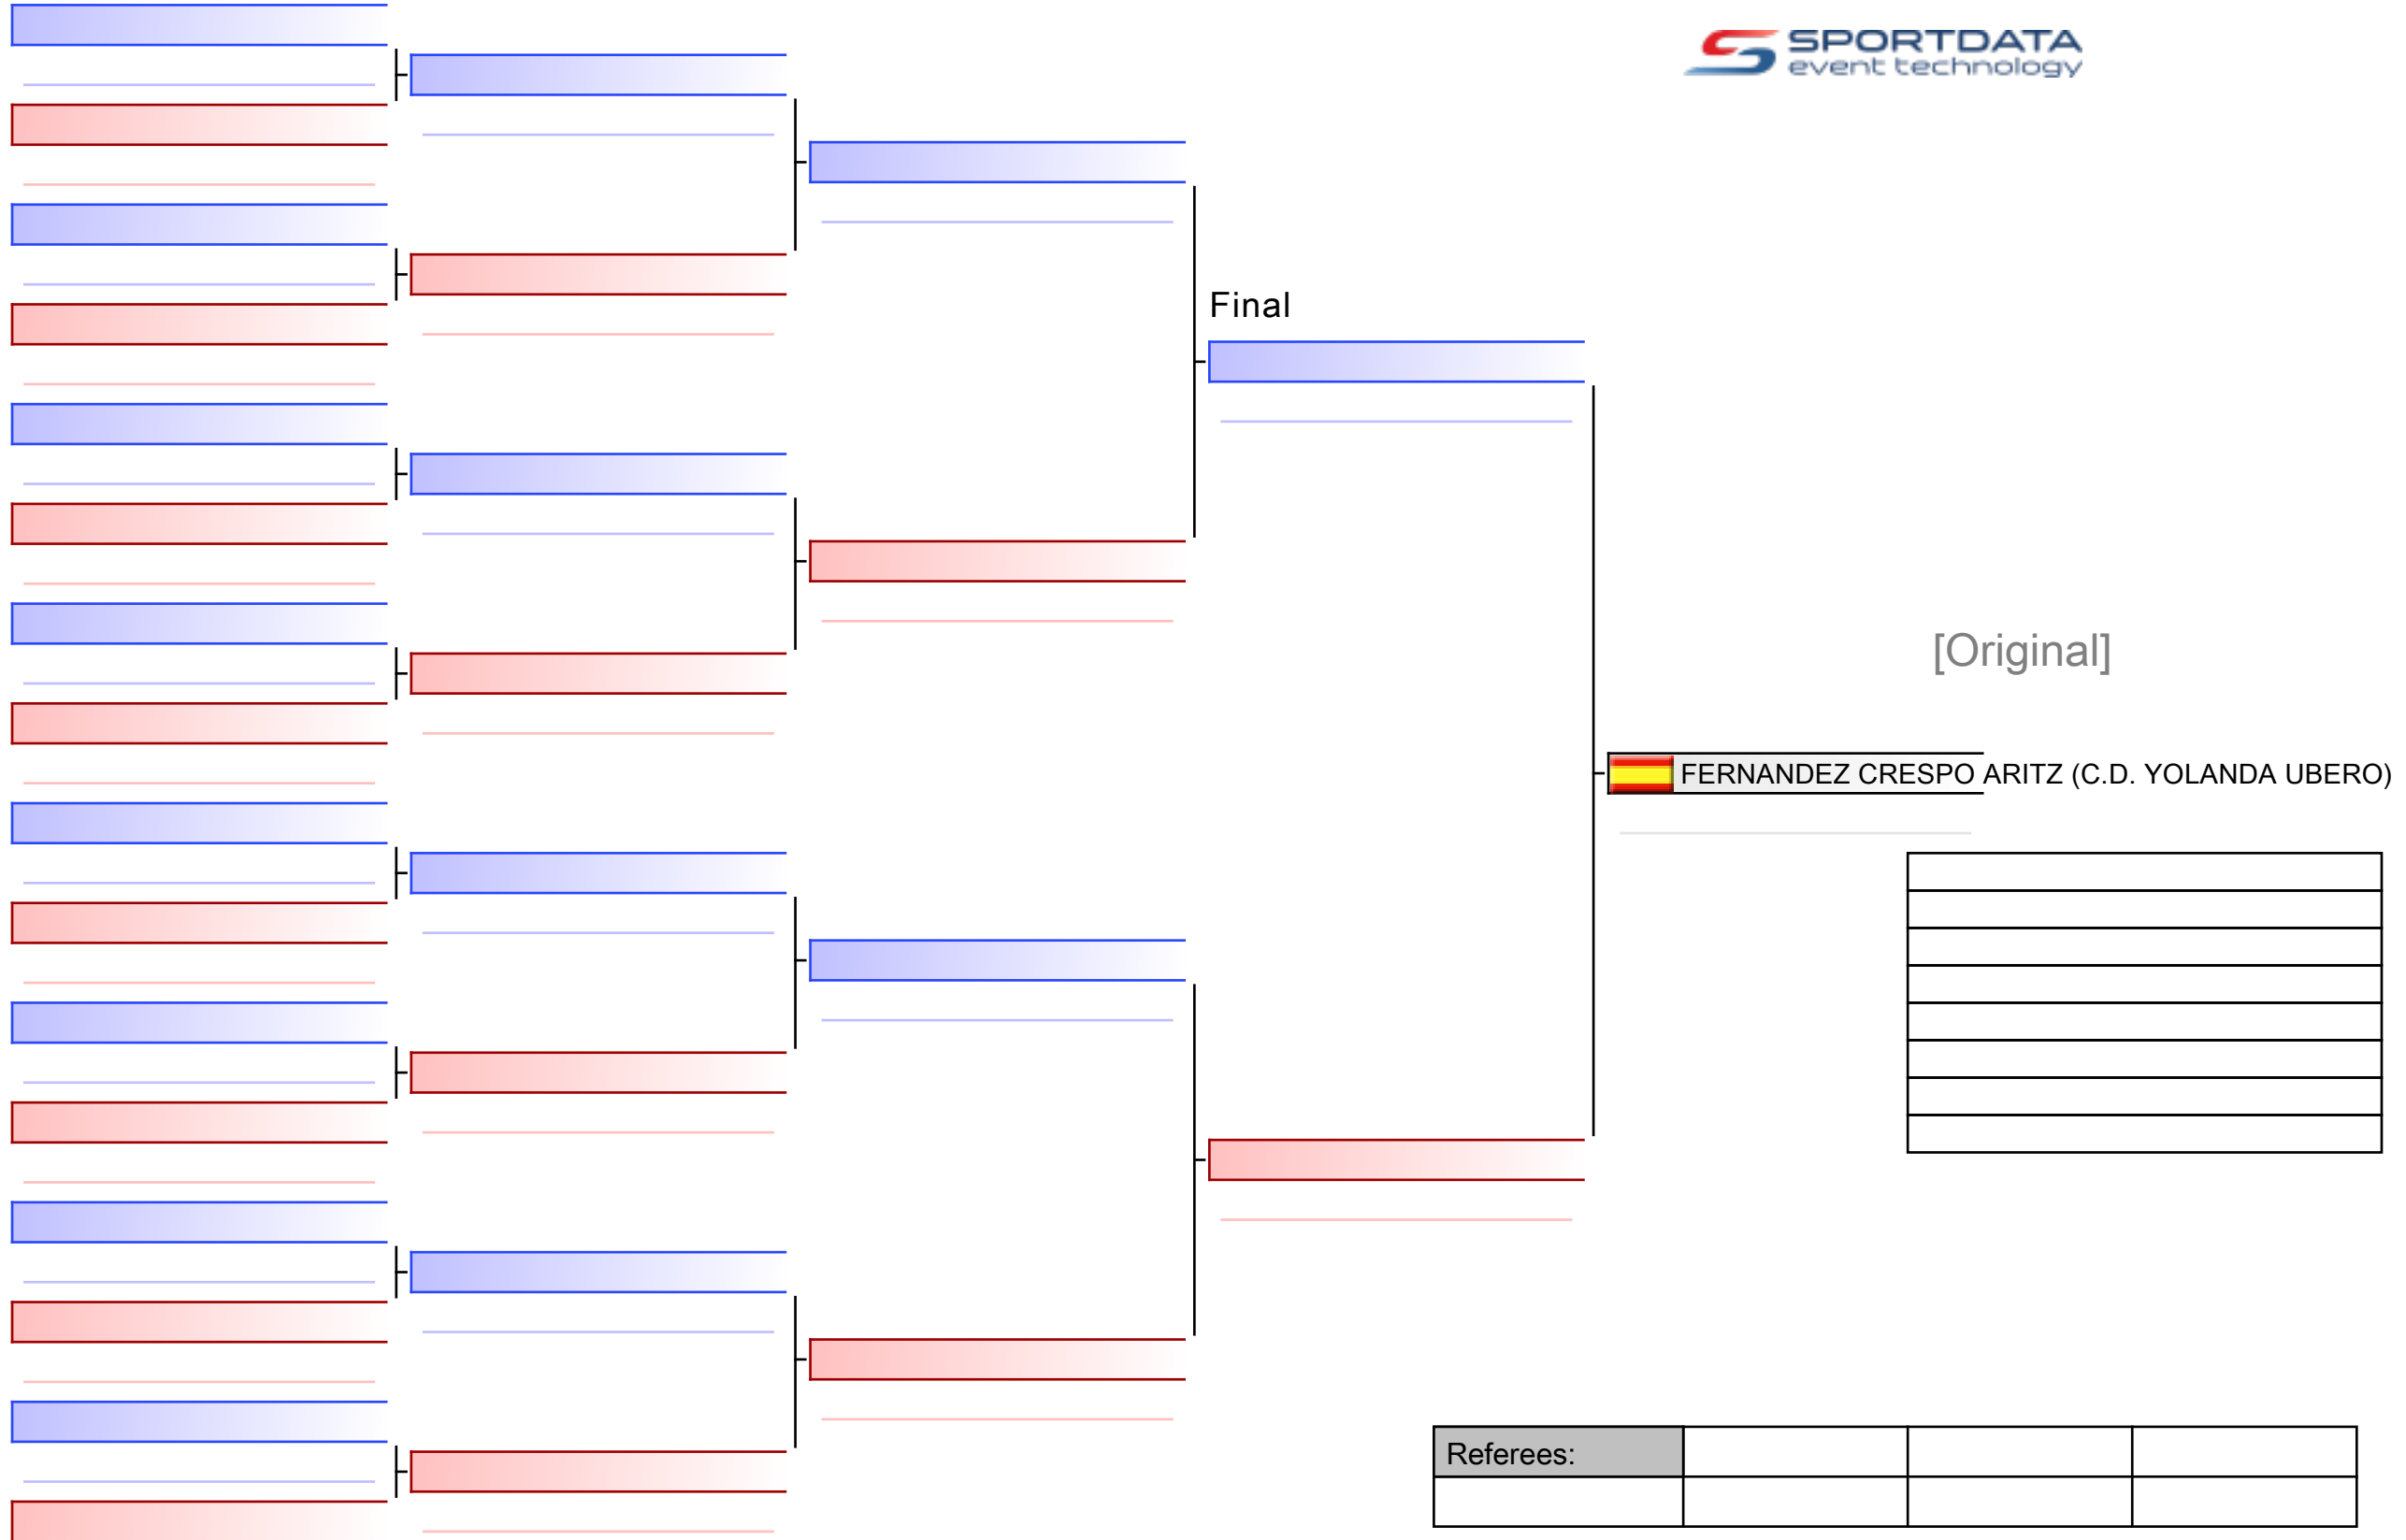 SPORTDATA
event technology
Final
[Original]
FERNANDEZ CRESPO ARITZ (C.D. YOLANDA UBERO)
Referees: